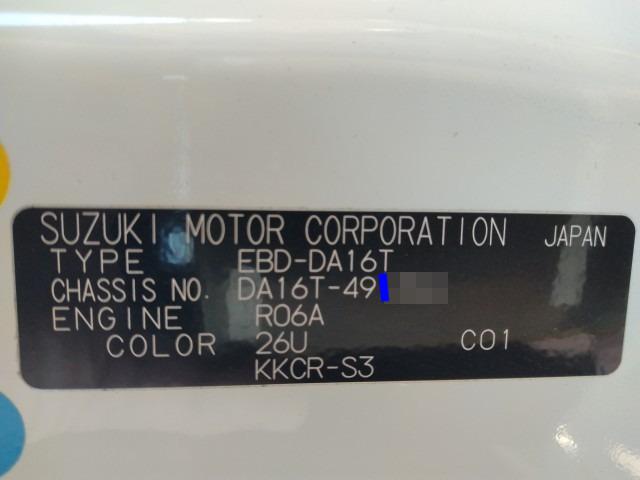 SUZUKI MOTOR CORPORATION JAPAN
TYPE EBD-DA16T
CHASSIS NO. DA16T-49
ENGINE R06A
COLOR 26U C01
KKCR-S3